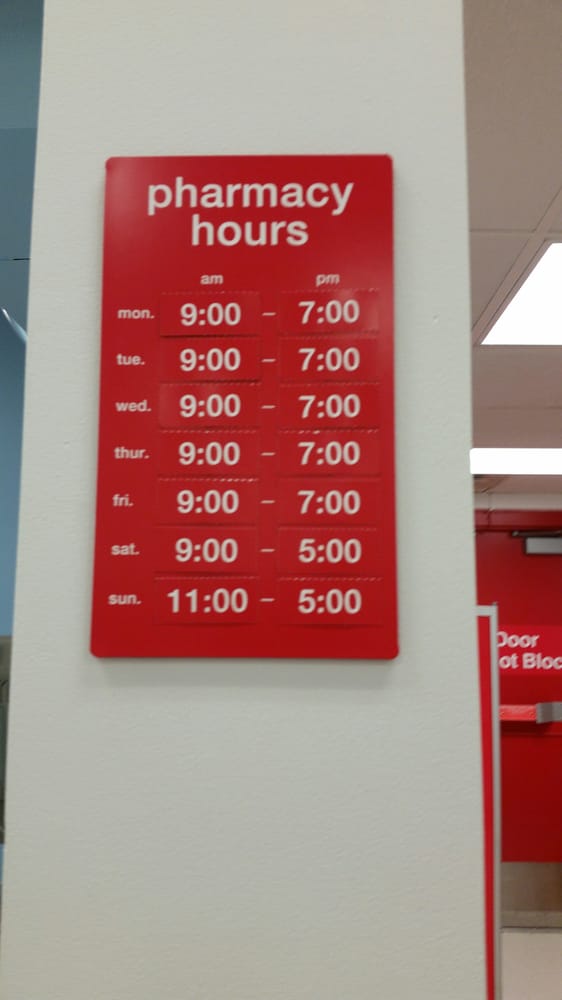 pharmacy
hours
am pm
mon. 9:00 – 7:00
tue. 9:00 – 7:00
wed. 9:00 – 7:00
thur. 9:00 – 7:00
fri. 9:00 – 7:00
sat. 9:00 – 5:00
sun. 11:00 – 5:00
Door
ot Bloc